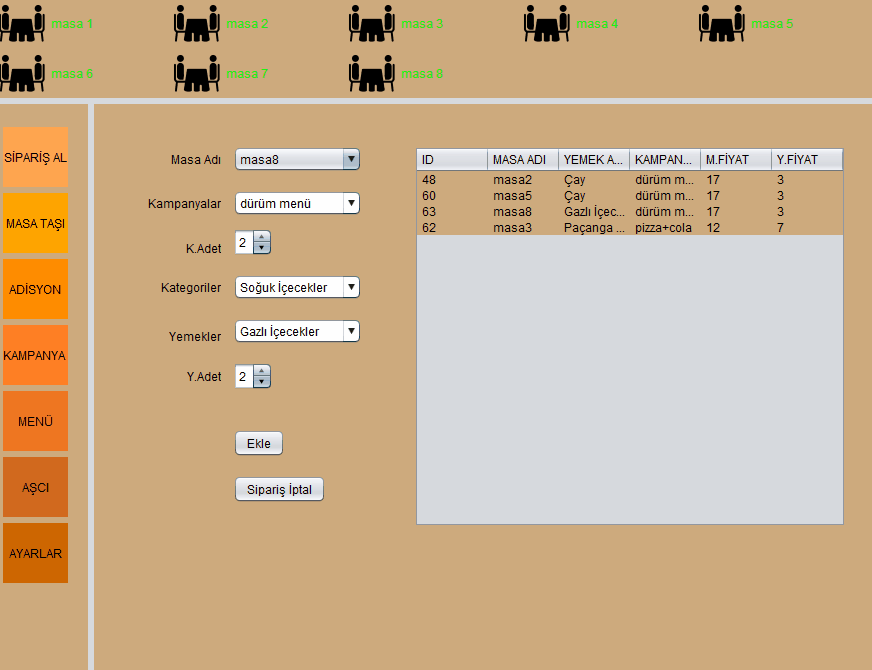 masa 1 masa 2 masa 3 masa 4 masa 5
masa 6 masa 7 masa 8
SİPARİŞ AL
MASA TAŞI
ADİSYON
KAMPANYA
MENÜ
AŞCI
AYARLAR
Masa Adı masa8
Kampanyalar dürüm menü
K.Adet 2
Kategoriler Soğuk İçecekler
Yemekler Gazlı İçecekler
Y.Adet 2
Ekle
Sipariş İptal
ID MASA ADI YEMEK A... KAMPAN... M.FİYAT Y.FİYAT
48 masa2 Çay dürüm m... 17 3
60 masa5 Çay dürüm m... 17 3
63 masa8 Gazlı İçec... dürüm m... 17 3
62 masa3 Paçanga ... pizza+cola 12 7